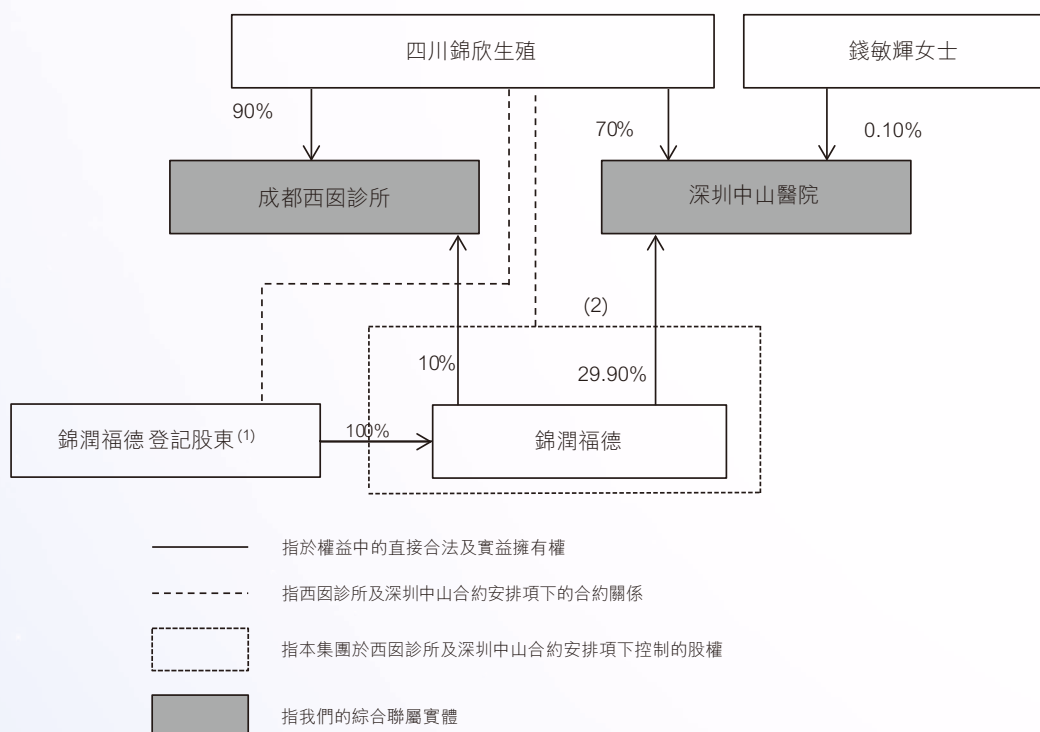 四川錦欣生殖
錢敏輝女士
90%
70%
0.10%
成都西囡診所
深圳中山醫院
(2)
10%
29.90%
錦潤福德 登記股東(1)
100%
錦潤福德
指於權益中的直接合法及實益擁有權
指西囡診所及深圳中山合約安排項下的合約關係
指本集團於西囡診所及深圳中山合約安排項下控制的股權
指我們的綜合聯屬實體